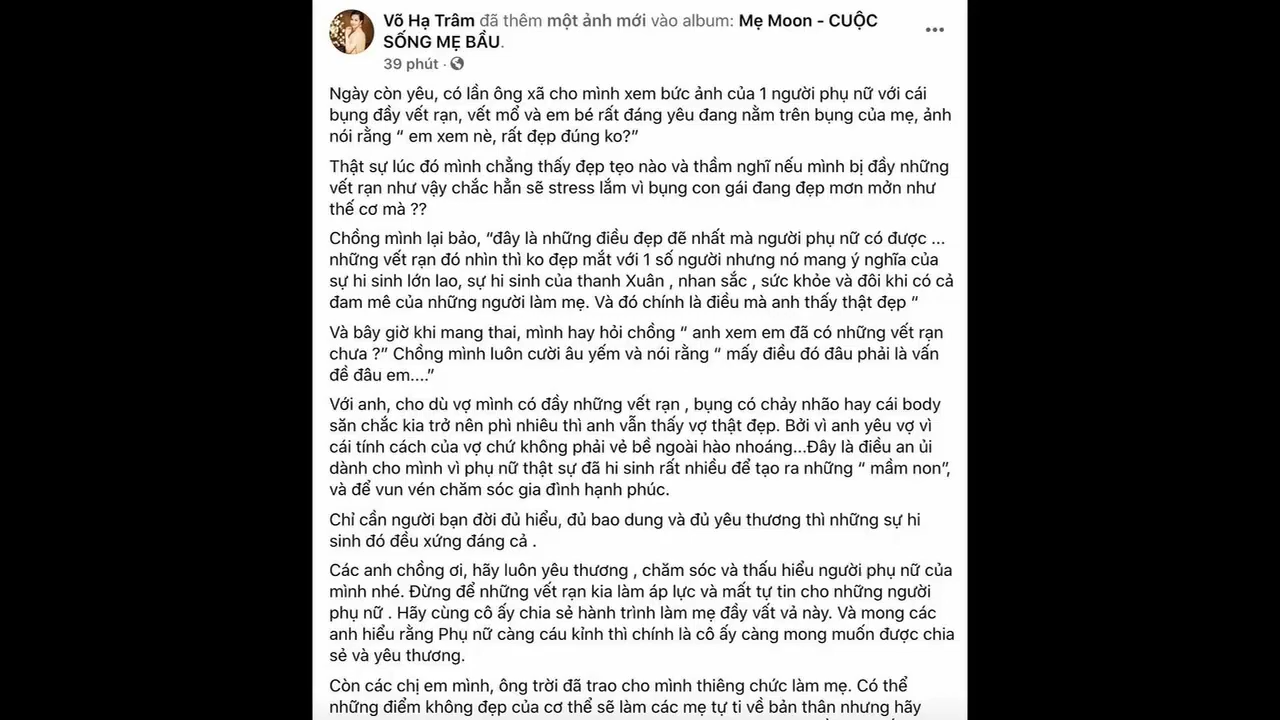 Võ Hạ Trâm đã thêm một ảnh mới vào album: Mẹ Moon - CUỘC
SỐNG MẸ BẦU.
39 phút ·
Ngày còn yêu, có lần ông xã cho mình xem bức ảnh của 1 người phụ nữ với cái
bụng đầy vết rạn, vết mổ và em bé rất đáng yêu đang nằm trên bụng của mẹ, ảnh
nói rằng “ em xem nè, rất đẹp đúng ko?”
Thật sự lúc đó mình chẳng thấy đẹp tẹo nào và thầm nghĩ nếu mình bị đầy những
vết rạn như vậy chắc hẳn sẽ stress lắm vì bụng con gái đang đẹp mơn mởn như
thế cơ mà ??
Chồng mình lại bảo, “đây là những điều đẹp đẽ nhất mà người phụ nữ có được ...
những vết rạn đó nhìn thì ko đẹp mắt với 1 số người nhưng nó mang ý nghĩa của
sự hi sinh lớn lao, sự hi sinh của thanh Xuân , nhan sắc , sức khỏe và đôi khi có cả
đam mê của những người làm mẹ. Và đó chính là điều mà anh thấy thật đẹp “
Và bây giờ khi mang thai, mình hay hỏi chồng “ anh xem em đã có những vết rạn
chưa ?” Chồng mình luôn cười âu yếm và nói rằng “ mấy điều đó đâu phải là vấn
đề đâu em....”
Với anh, cho dù vợ mình có đầy những vết rạn , bụng có chảy nhão hay cái body
săn chắc kia trở nên phì nhiêu thì anh vẫn thấy vợ thật đẹp. Bởi vì anh yêu vợ vì
cái tính cách của vợ chứ không phải vẻ bề ngoài hào nhoáng...Đây là điều an ủi
dành cho mình vì phụ nữ thật sự đã hi sinh rất nhiều để tạo ra những “ mầm non”,
và để vun vén chăm sóc gia đình hạnh phúc.
Chỉ cần người bạn đời đủ hiểu, đủ bao dung và đủ yêu thương thì những sự hi
sinh đó đều xứng đáng cả .
Các anh chồng ơi, hãy luôn yêu thương , chăm sóc và thấu hiểu người phụ nữ của
mình nhé. Đừng để những vết rạn kia làm áp lực và mất tự tin cho những người
phụ nữ . Hãy cùng cô ấy chia sẻ hành trình làm mẹ đầy vất vả này. Và mong các
anh hiểu rằng Phụ nữ càng cáu kỉnh thì chính là cô ấy càng mong muốn được chia
sẻ và yêu thương.
Còn các chị em mình, ông trời đã trao cho mình thiêng chức làm mẹ. Có thể
những điểm không đẹp của cơ thể sẽ làm các mẹ tự ti về bản thân nhưng hãy